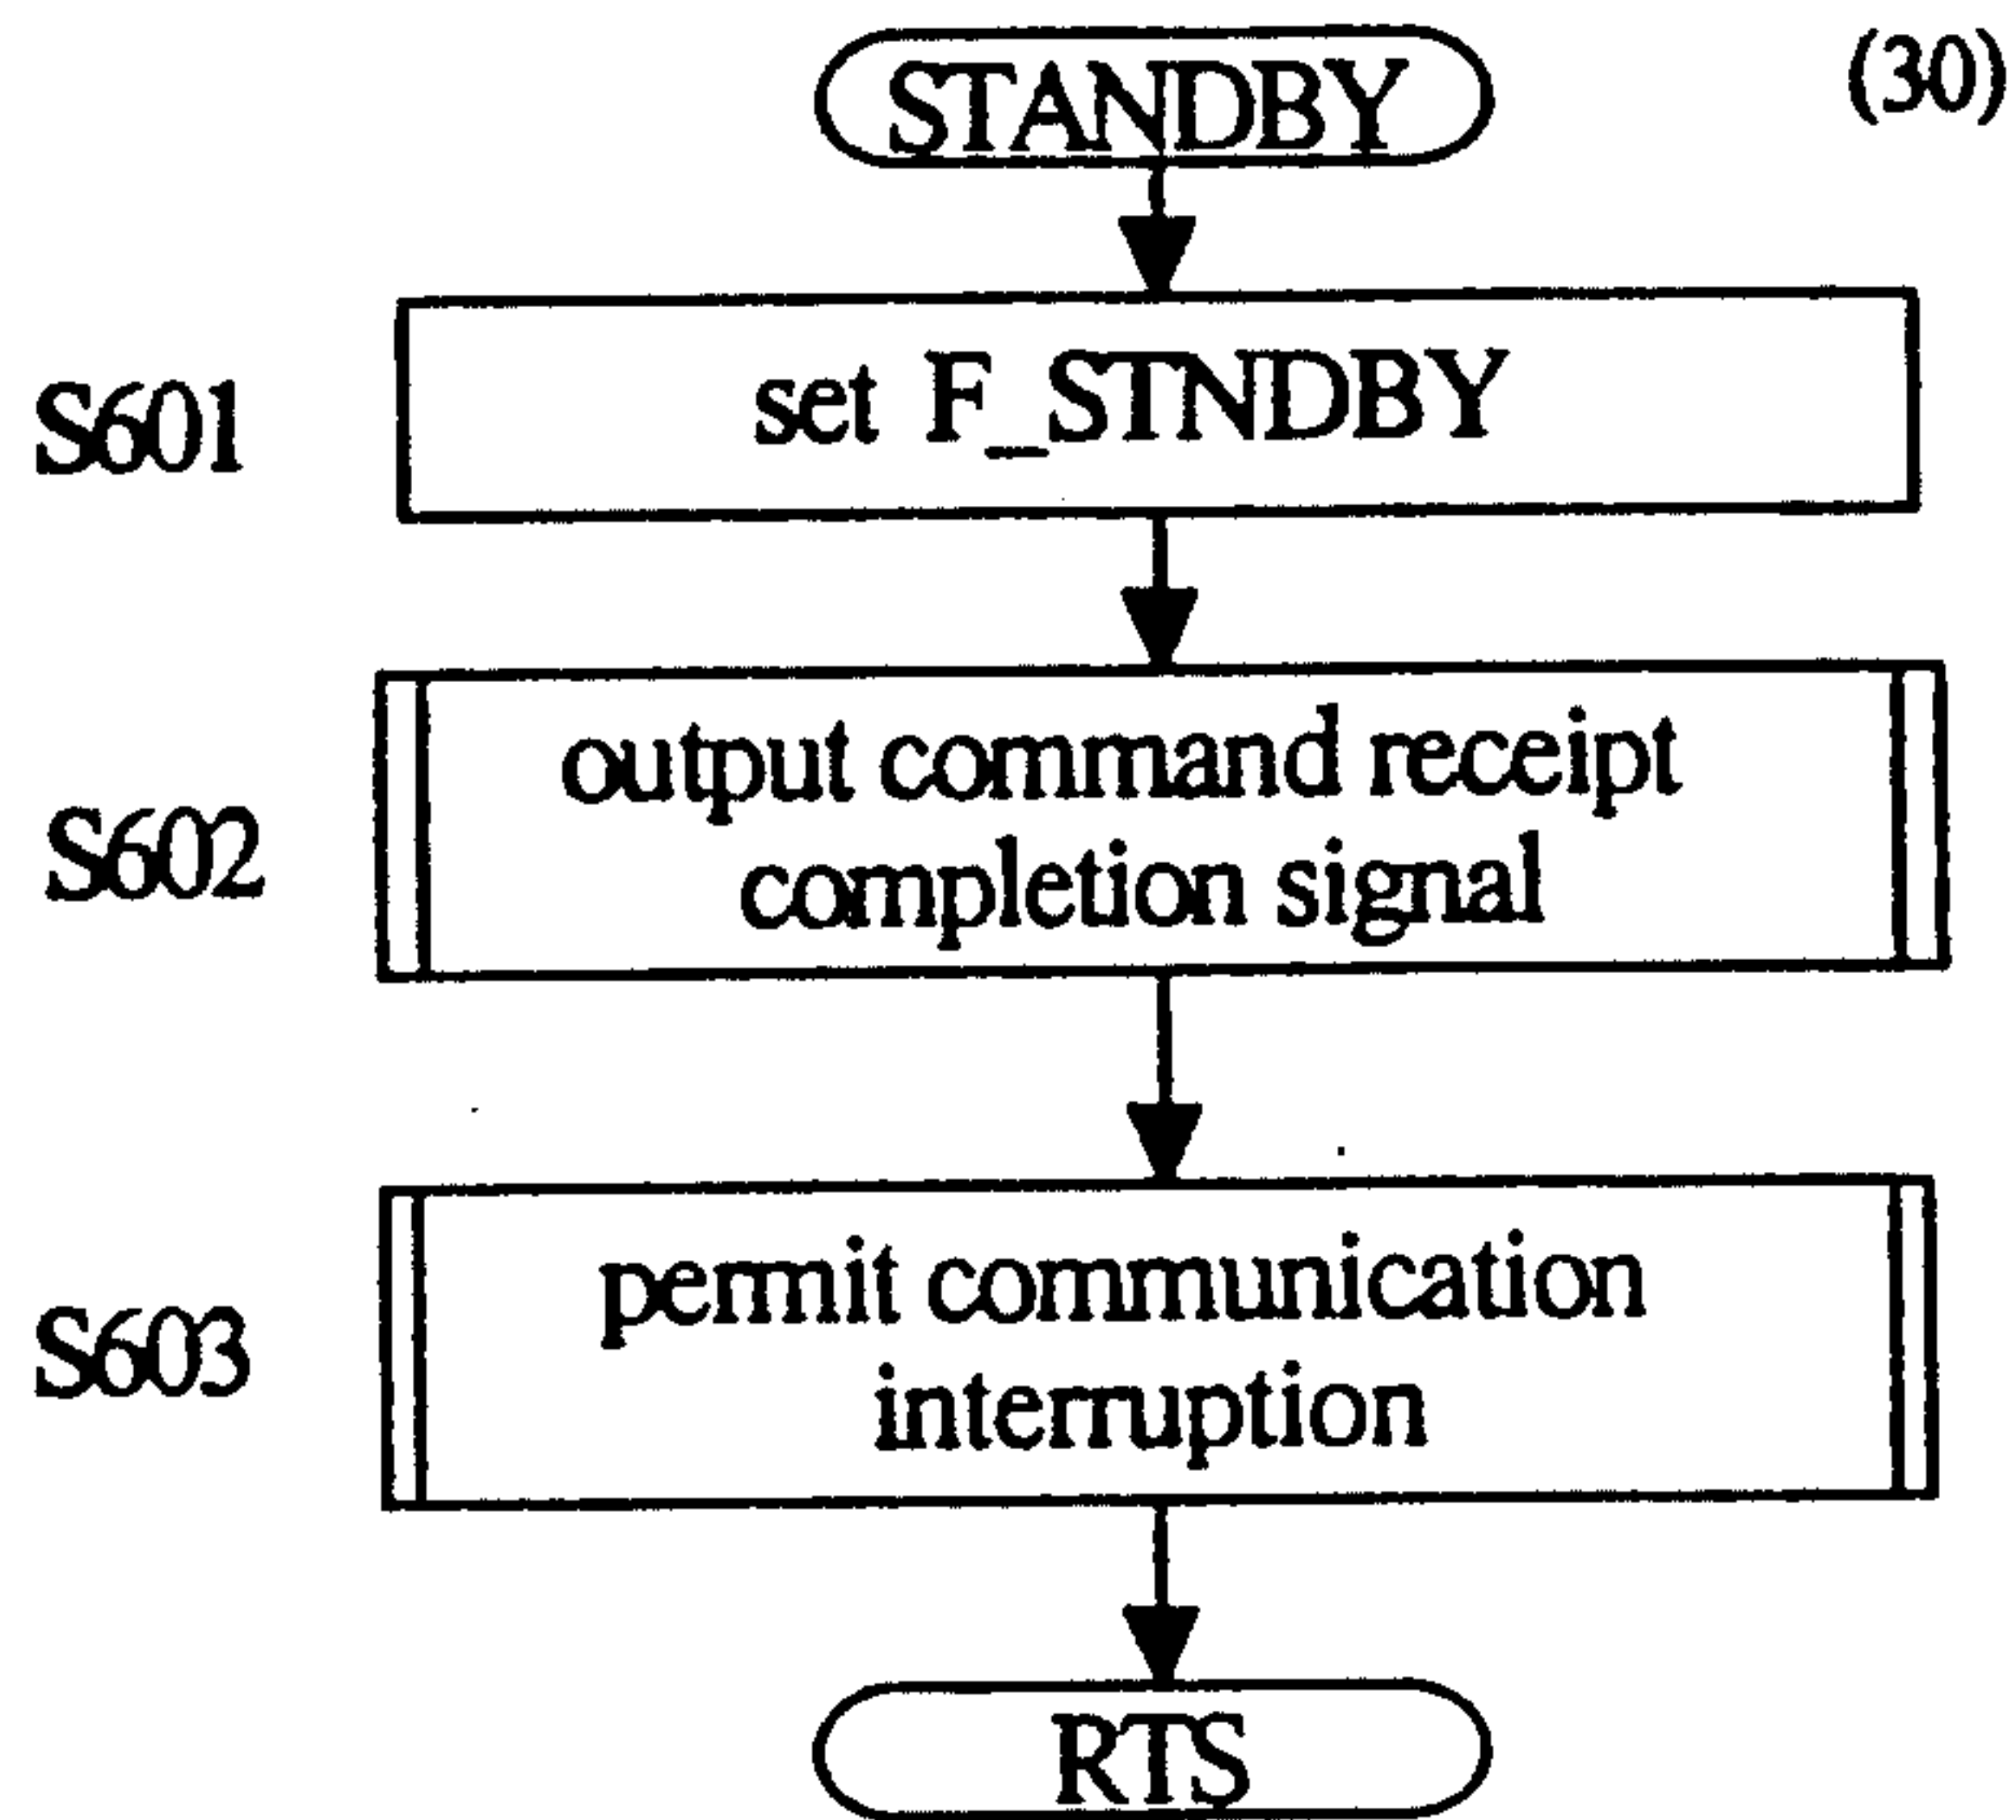 STANDBY
(30)
S601
set F_STNDBY
S602
output command receipt
completion signal
S603
permit communication
interruption
RTS